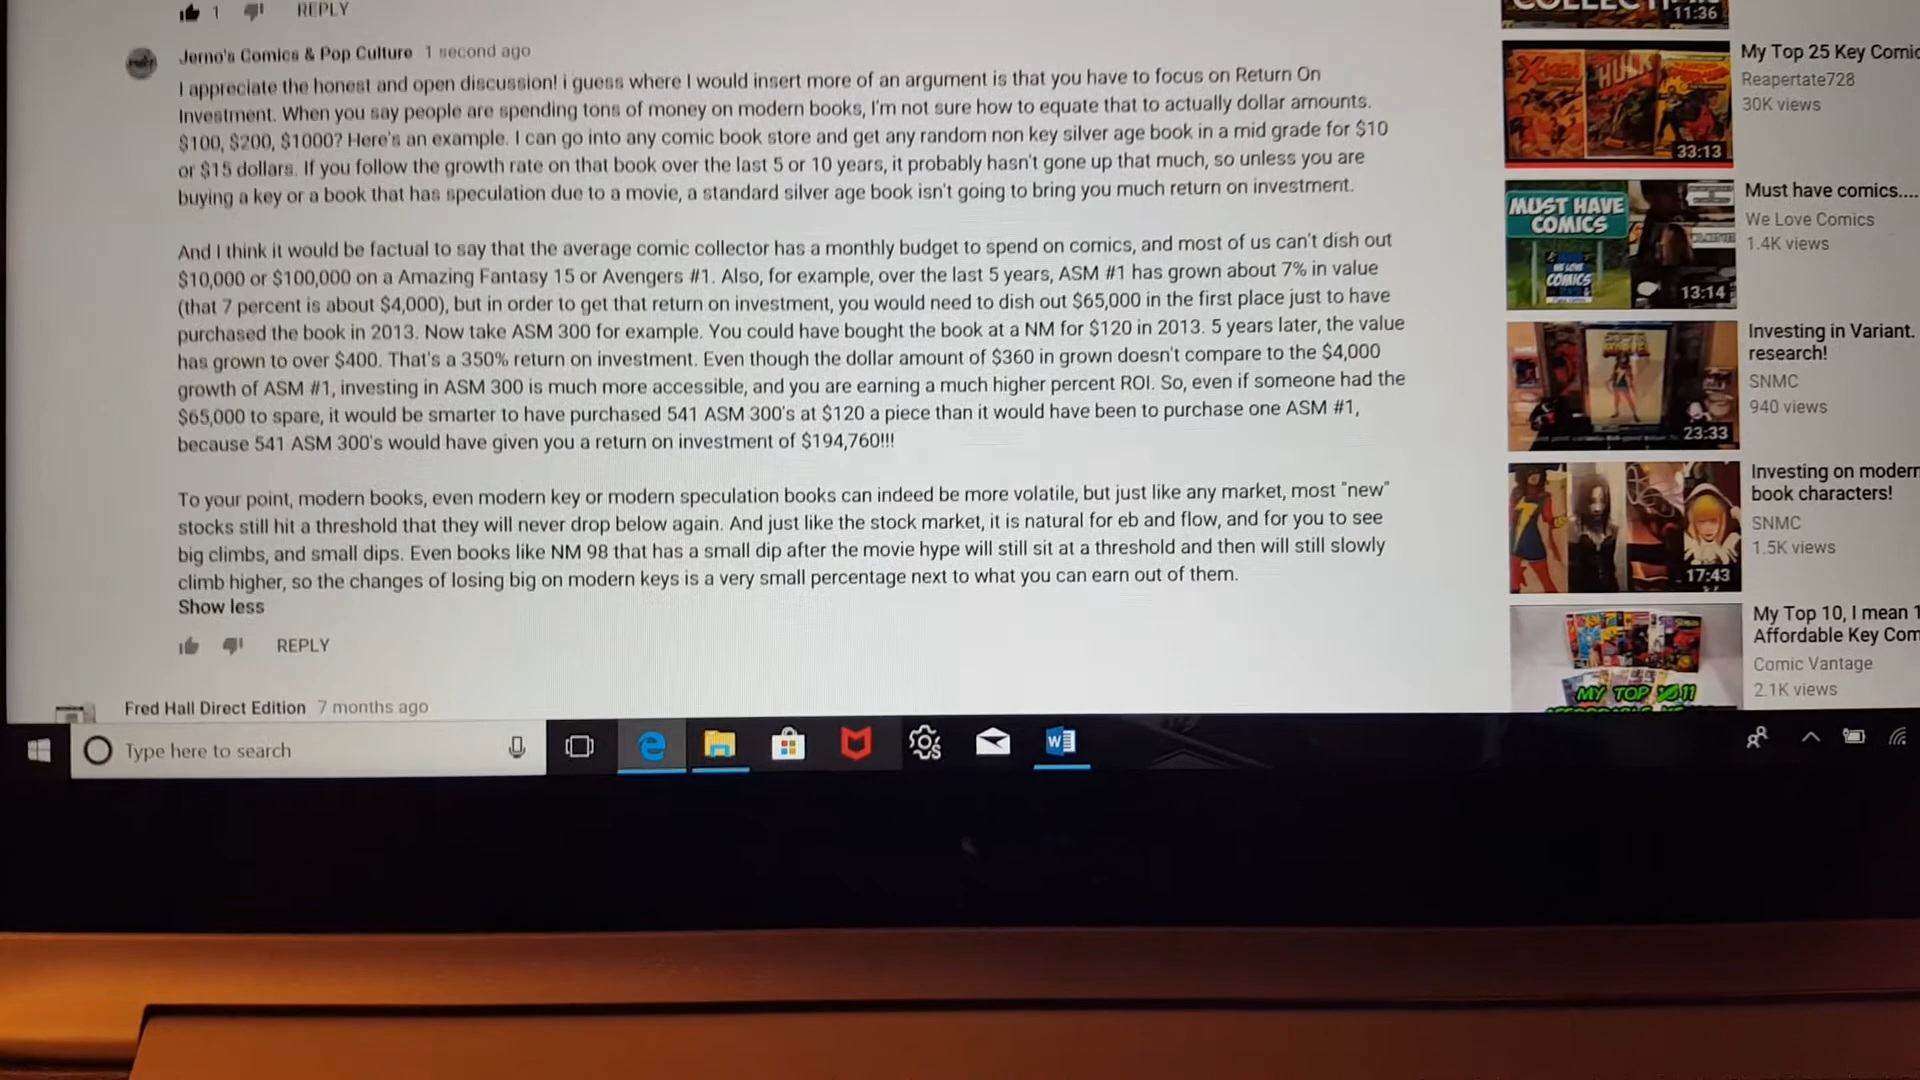 1 REPLY
Jerno's Comics & Pop Culture 1 second ago
I appreciate the honest and open discussion! i guess where I would insert more of an argument is that you have to focus on Return On
Investment. When you say people are spending tons of money on modern books, I'm not sure how to equate that to actually dollar amounts.
$100, $200, $1000? Here's an example. I can go into any comic book store and get any random non key silver age book in a mid grade for $10
or $15 dollars. If you follow the growth rate on that book over the last 5 or 10 years, it probably hasn't gone up that much, so unless you are
buying a key or a book that has speculation due to a movie, a standard silver age book isn't going to bring you much return on investment.
And I think it would be factual to say that the average comic collector has a monthly budget to spend on comics, and most of us can't dish out
$10,000 or $100,000 on a Amazing Fantasy 15 or Avengers #1. Also, for example, over the last 5 years, ASM #1 has grown about 7% in value
(that 7 percent is about $4,000), but in order to get that return on investment, you would need to dish out $65,000 in the first place just to have
purchased the book in 2013. Now take ASM 300 for example. You could have bought the book at a NM for $120 in 2013. 5 years later, the value
has grown to over $400. That's a 350% return on investment. Even though the dollar amount of $360 in grown doesn't compare to the $4,000
growth of ASM #1, investing in ASM 300 is much more accessible, and you are earning a much higher percent ROI. So, even if someone had the
$65,000 to spare, it would be smarter to have purchased 541 ASM 300's at $120 a piece than it would have been to purchase one ASM #1,
because 541 ASM 300's would have given you a return on investment of $194,760!!!
To your point, modern books, even modern key or modern speculation books can indeed be more volatile, but just like any market, most "new"
stocks still hit a threshold that they will never drop below again. And just like the stock market, it is natural for eb and flow, and for you to see
big climbs, and small dips. Even books like NM 98 that has a small dip after the movie hype will still sit at a threshold and then will still slowly
climb higher, so the changes of losing big on modern keys is a very small percentage next to what you can earn out of them.
Show less
REPLY
Fred Hall Direct Edition 7 months ago
11:36
My Top 25 Key Comic
Reapertate728
30K views
X-MEN
HULK
33:13
Must have comics....
We Love Comics
1.4K views
MUST HAVE
COMICS
WE LOVE
COMICS
13:14
Investing in Variant.
research!
SNMC
940 views
23:33
Investing on modern
book characters!
SNMC
1.5K views
17:43
My Top 10, I mean 1
Affordable Key Com
Comic Vantage
2.1K views
MY TOP 11
Type here to search